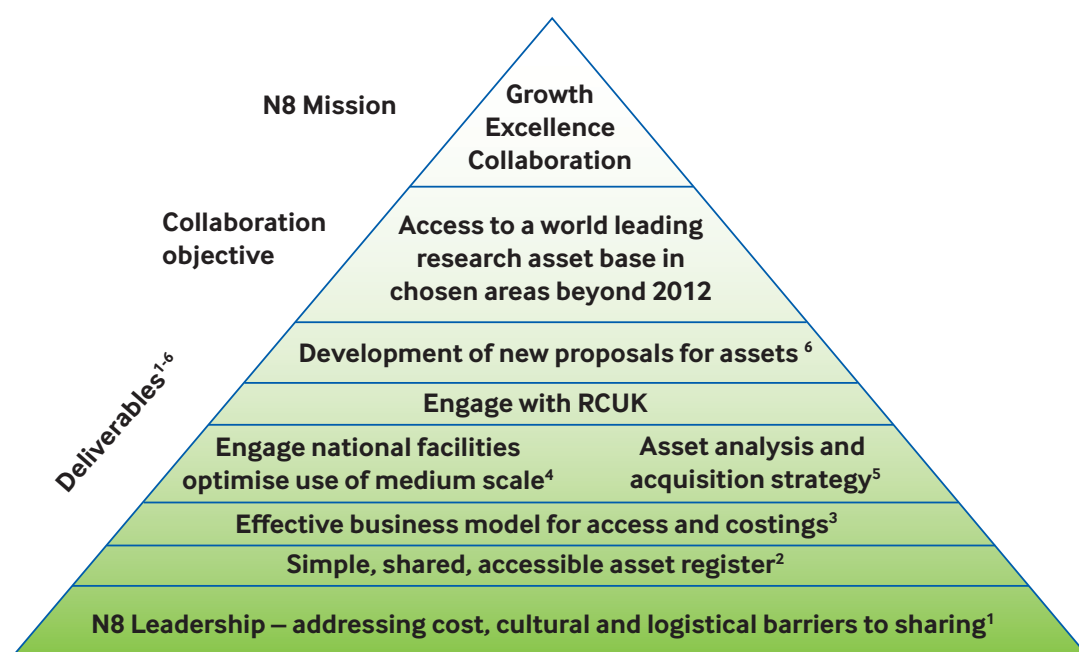 N8 Mission
Growth
Excellence
Collaboration
Collaboration
objective
Access to a world leading
research asset base in
chosen areas beyond 2012
Deliverables¹⁻⁶
Development of new proposals for assets ⁶
Engage with RCUK
Engage national facilities
optimise use of medium scale⁴
Asset analysis and
acquisition strategy⁵
Effective business model for access and costings³
Simple, shared, accessible asset register²
N8 Leadership – addressing cost, cultural and logistical barriers to sharing¹